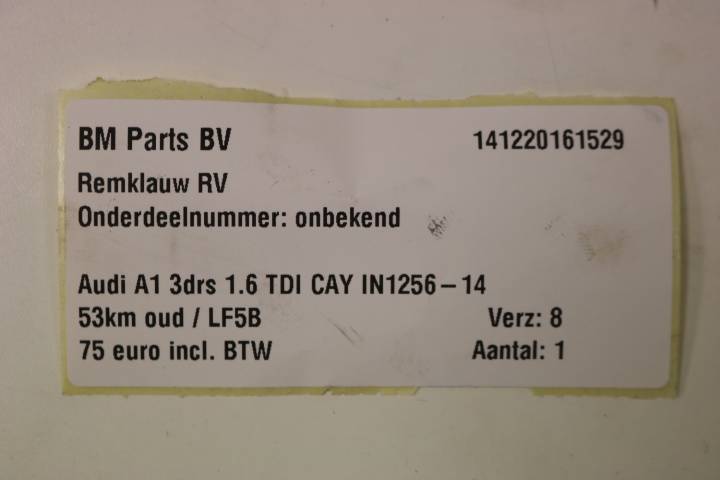 BM Parts BV 141220161529
Remklauw RV
Onderdeelnummer: onbekend
Audi A1 3drs 1.6 TDI CAY IN1256-14
53km oud / LF5B Verz: 8
75 euro incl. BTW Aantal: 1